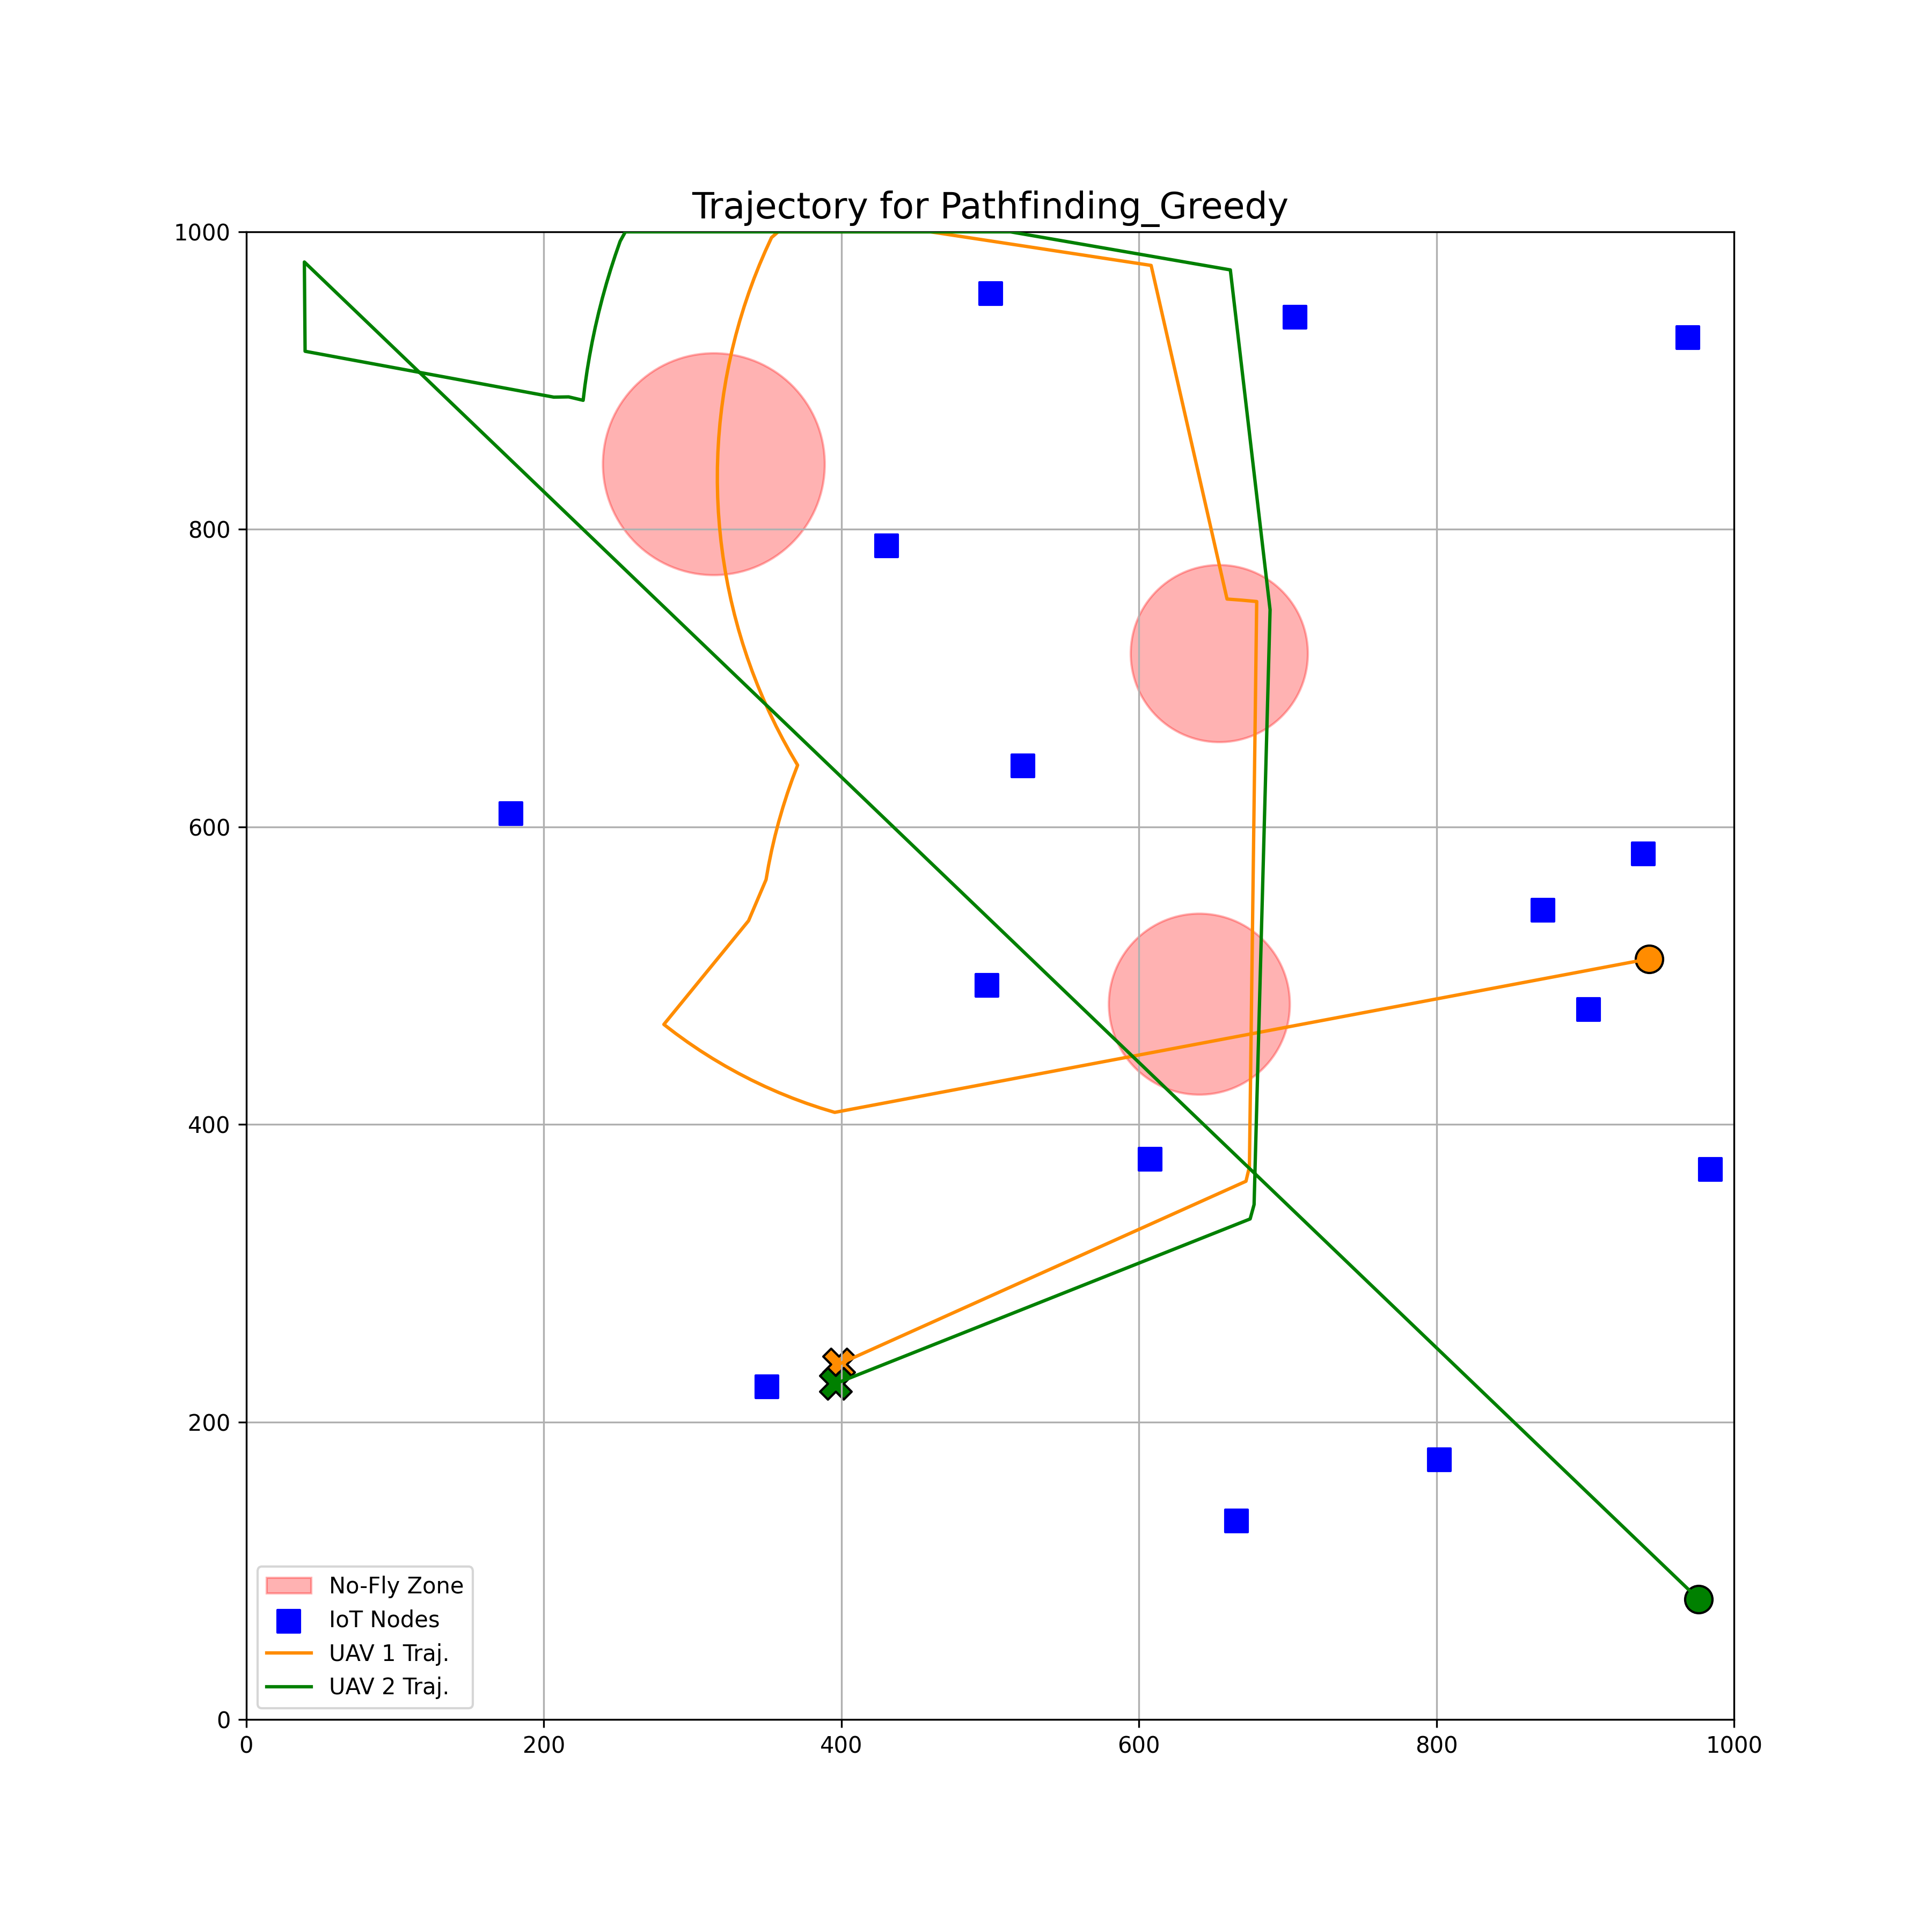 Trajectory for Pathfinding_Greedy
1000
800
600
400
200
0
0 200 400 600 800 1000
No-Fly Zone
IoT Nodes
UAV 1 Traj.
UAV 2 Traj.